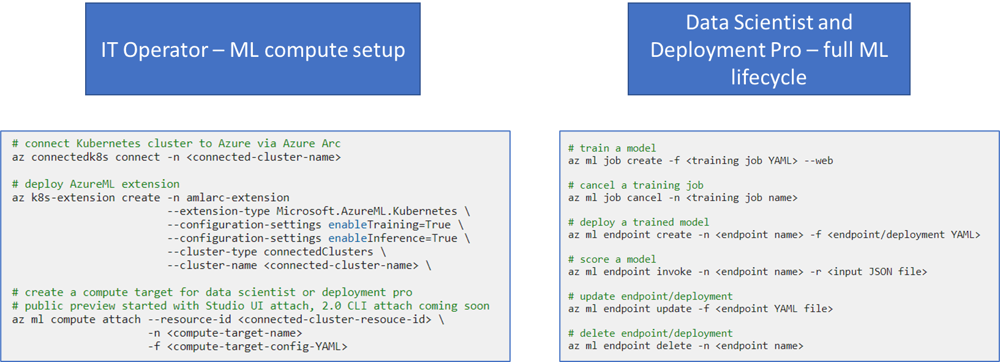 IT Operator – ML compute setup
# connect Kubernetes cluster to Azure via Azure Arc
az connectedk8s connect -n <connected-cluster-name>
# deploy AzureML extension
az k8s-extension create -n amlarc-extension
--extension-type Microsoft.AzureML.Kubernetes \
--configuration-settings enableTraining=True \
--configuration-settings enableInference=True \
--cluster-type connectedClusters \
--cluster-name <connected-cluster-name> \
# create a compute target for data scientist or deployment pro
# public preview started with Studio UI attach, 2.0 CLI attach coming soon
az ml compute attach --resource-id <connected-cluster-resouce-id> \
-n <compute-target-name>
-f <compute-target-config-YAML>
Data Scientist and
Deployment Pro – full ML
lifecycle
# train a model
az ml job create -f <training job YAML> --web
# cancel a training job
az ml job cancel -n <training job name>
# deploy a trained model
az ml endpoint create -n <endpoint name> -f <endpoint/deployment YAML>
# score a model
az ml endpoint invoke -n <endpoint name> -r <input JSON file>
# update endpoint/deployment
az ml endpoint update -f <endpoint YAML file>
# delete endpoint/deployment
az ml endpoint delete -n <endpoint name>